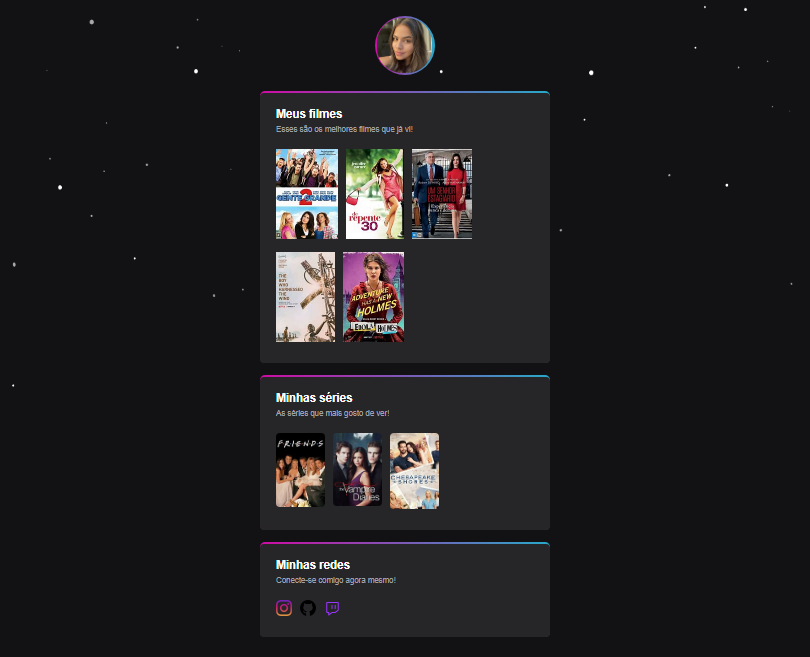 Meus filmes
Esses são os melhores filmes que já vi!
GENTE GRANDE
2
de
repente
30
UM SENHOR
ESTAGIÁRIO
THE
BOY
WHO
HARNESSED
THE
WIND
ADVENTURE
HAS A NEW
HOLMES
ENOLA HOLMES
Minhas séries
As séries que mais gosto de ver!
FRIENDS
The Vampire
Diaries
CHESAPEAKE
SHORES
Minhas redes
Conecte-se comigo agora mesmo!